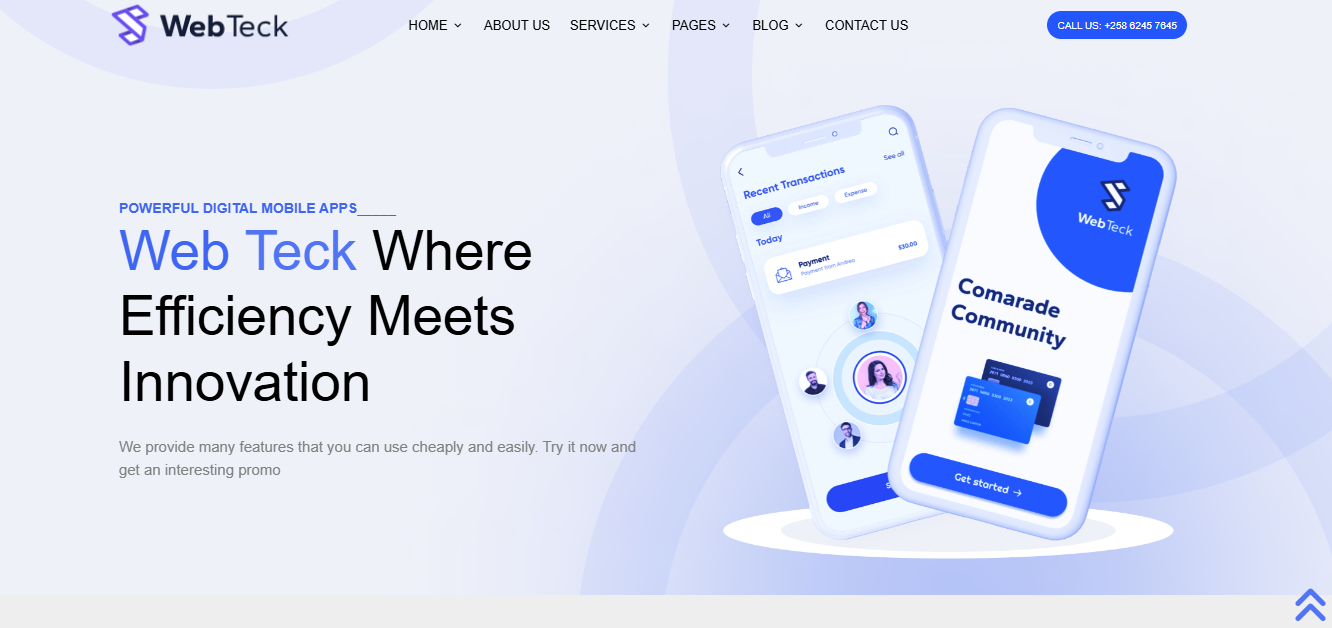 WebTeck
HOME
ABOUT US
SERVICES
PAGES
BLOG
CONTACT US
CALL US: +258 6245 7645
POWERFUL DIGITAL MOBILE APPS_____
Web Teck Where
Efficiency Meets
Innovation
We provide many features that you can use cheaply and easily. Try it now and
get an interesting promo
See all
Recent Transactions
All
Income
Expense
Today
Payment
$30.00
Payment from Andrea
WebTeck
Comarade
Community
Get started →